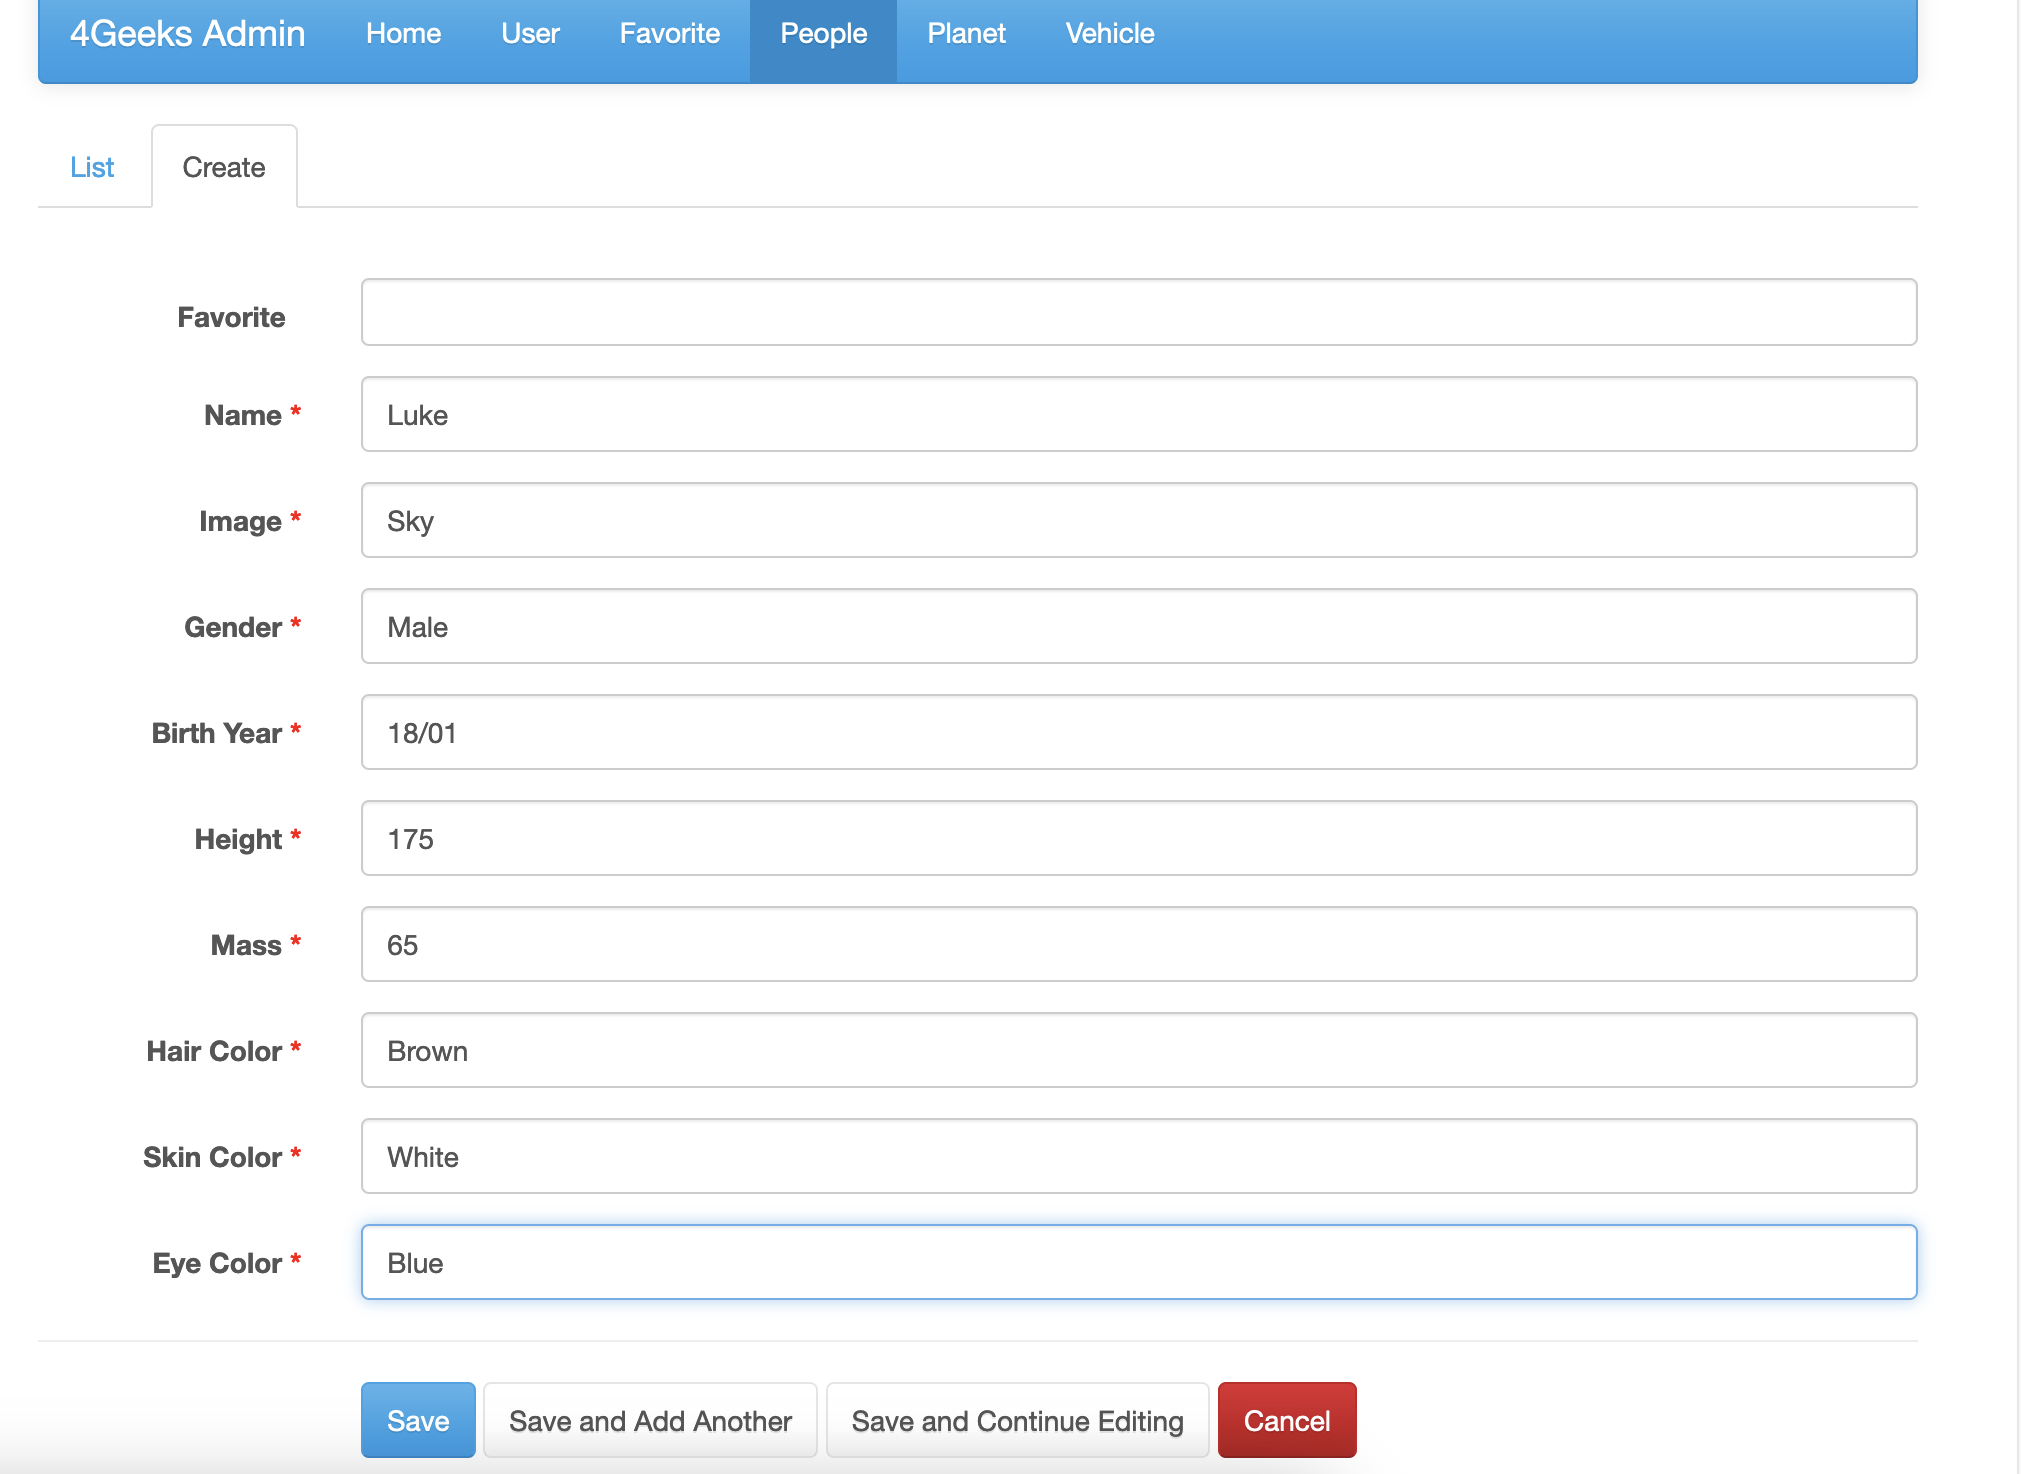 4Geeks Admin Home User Favorite People Planet Vehicle
List Create
Favorite
Name * Luke
Image * Sky
Gender * Male
Birth Year * 18/01
Height * 175
Mass * 65
Hair Color * Brown
Skin Color * White
Eye Color * Blue
Save Save and Add Another Save and Continue Editing Cancel